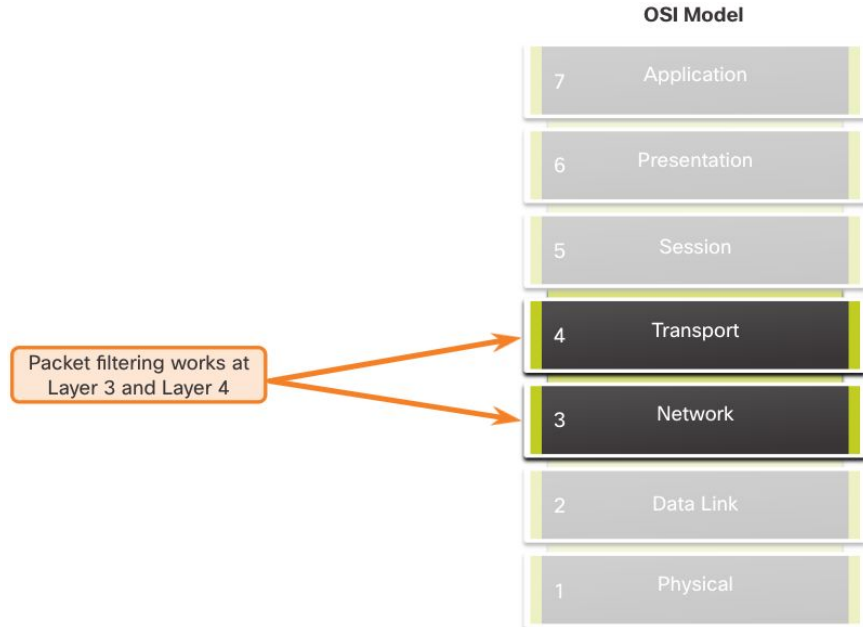 OSI Model
7 Application
6 Presentation
5 Session
4 Transport
Packet filtering works at
Layer 3 and Layer 4
3 Network
2 Data Link
1 Physical